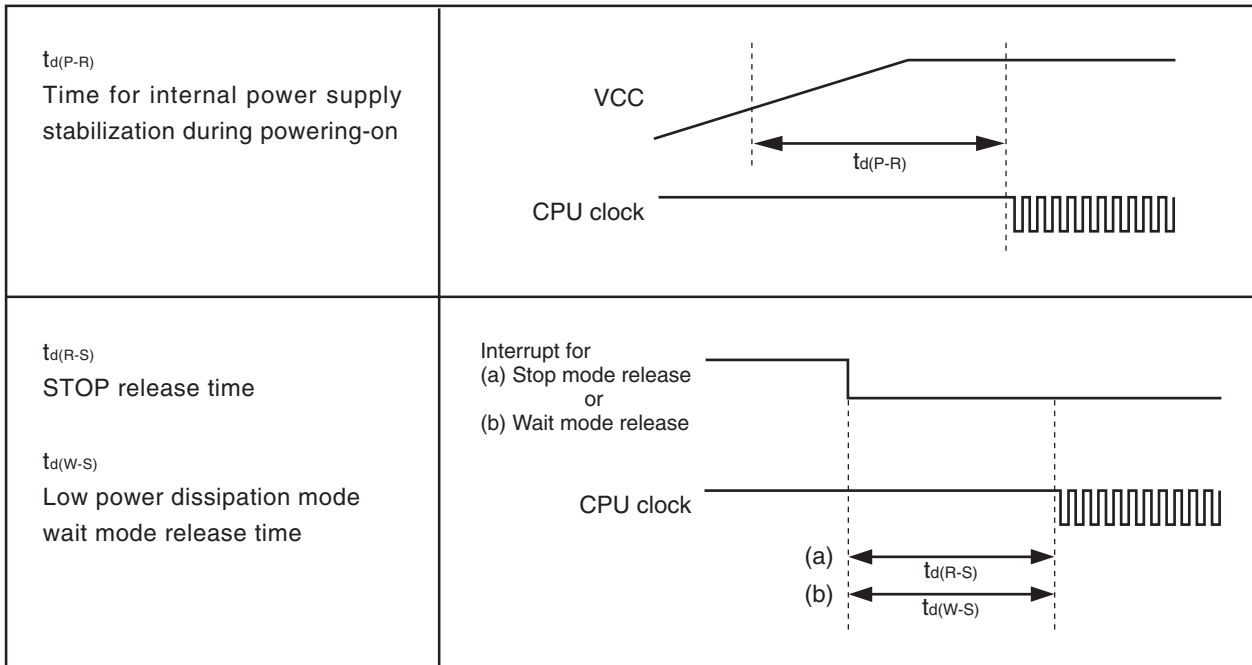 td(P-R)
Time for internal power supply
stabilization during powering-on
VCC
td(P-R)
CPU clock
td(R-S)
STOP release time
td(W-S)
Low power dissipation mode
wait mode release time
Interrupt for
(a) Stop mode release
or
(b) Wait mode release
CPU clock
(a)
td(R-S)
(b)
td(W-S)